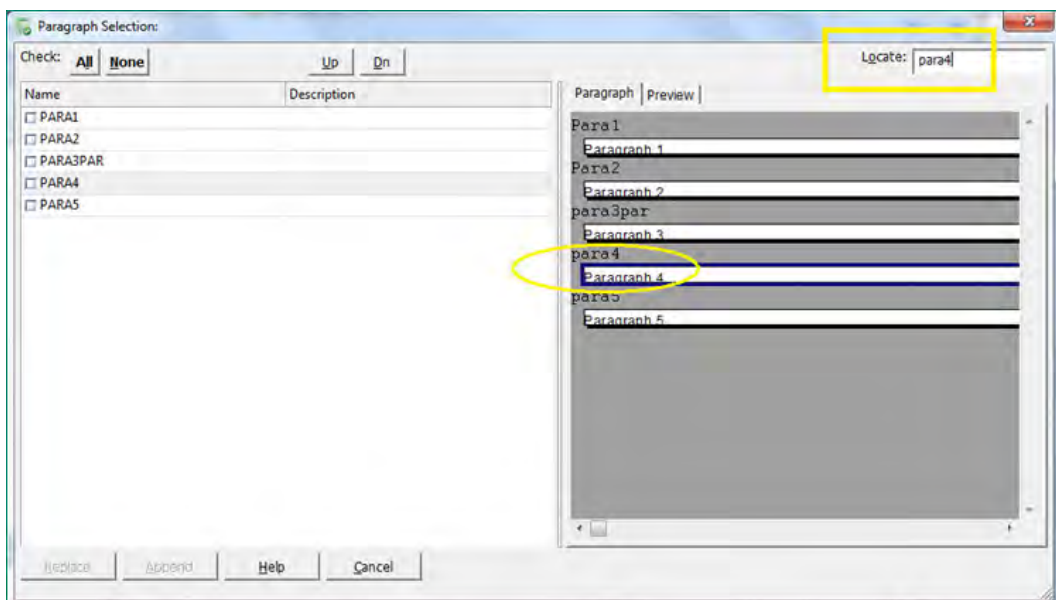 Paragraph Selection:
Check: All None Up Dn Locate: para4
Name Description
PARA1
PARA2
PARA3PAR
PARA4
PARA5
Paragraph Preview
Para1
Paragraph 1
Para2
Paragraph 2
para3par
Paragraph 3
para4
Paragraph 4
para5
Paragraph 5
Replace Append Help Cancel